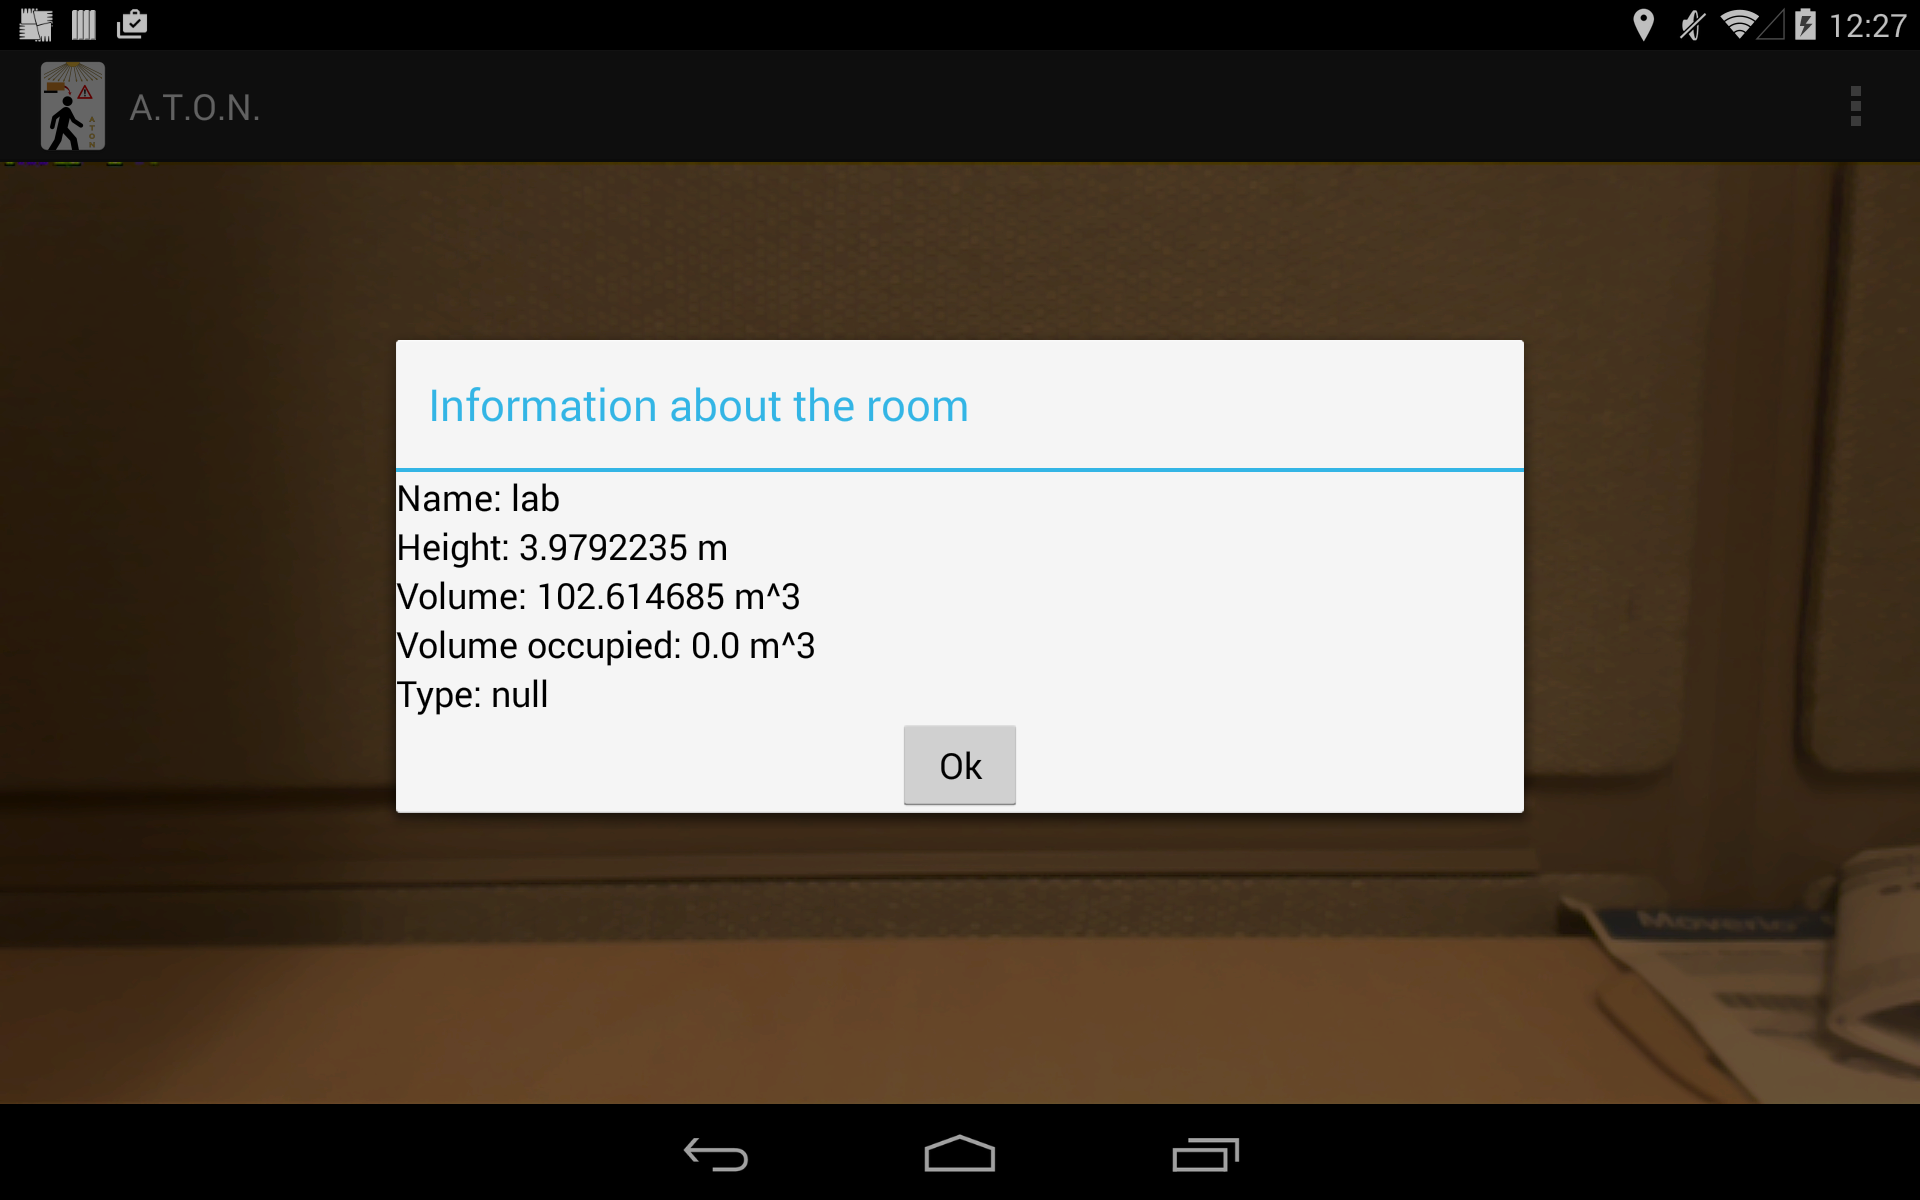 12:27
A.T.O.N.
Information about the room
Name: lab
Height: 3.9792235 m
Volume: 102.614685 m^3
Volume occupied: 0.0 m^3
Type: null
Ok
Moverio